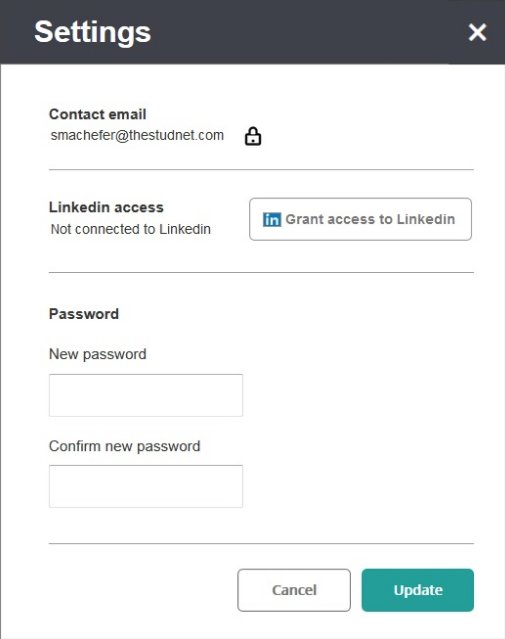 Settings
Contact email
smachefer@thestudnet.com
Linkedin access
Not connected to Linkedin
in Grant access to Linkedin
Password
New password
Confirm new password
Cancel
Update